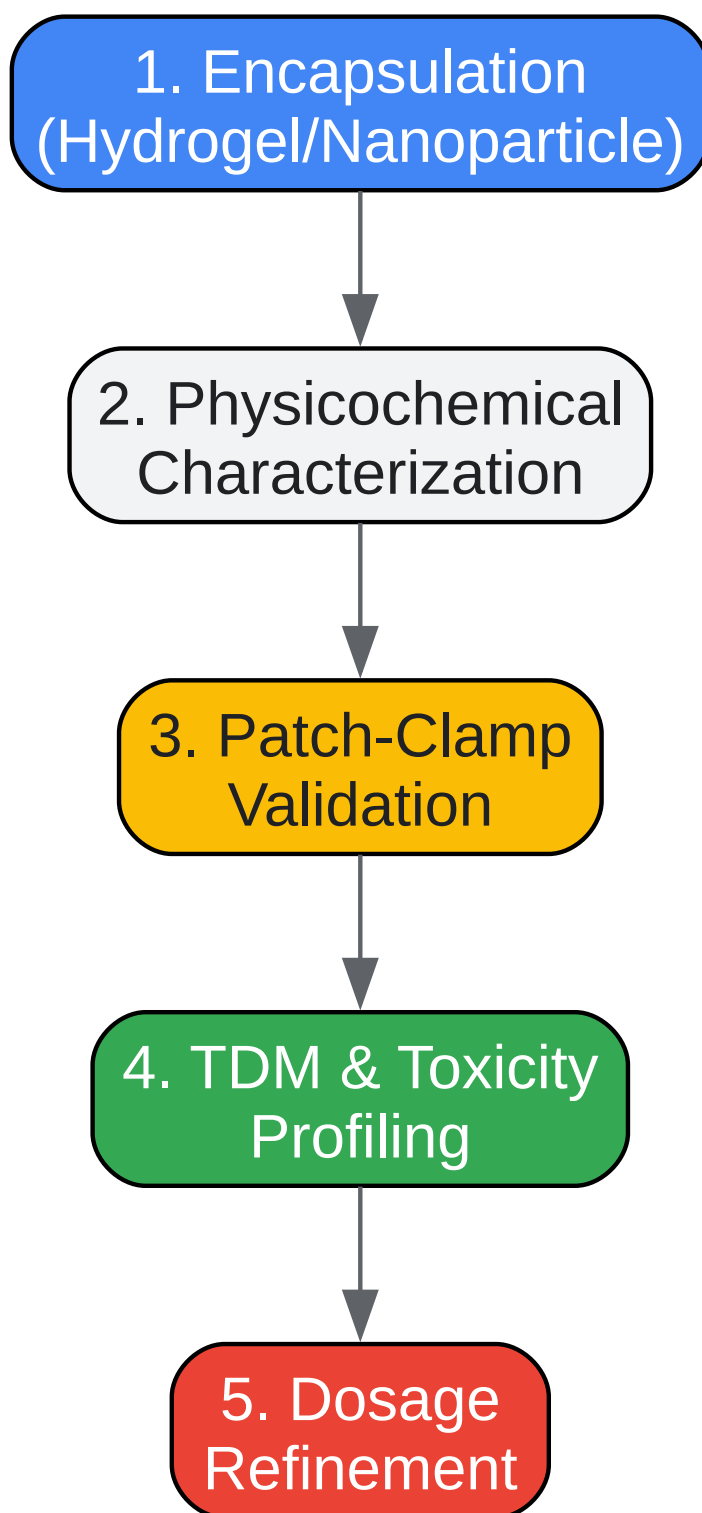 1. Encapsulation
(Hydrogel/Nanoparticle)
2. Physicochemical
Characterization
3. Patch-Clamp
Validation
4. TDM & Toxicity
Profiling
5. Dosage
Refinement